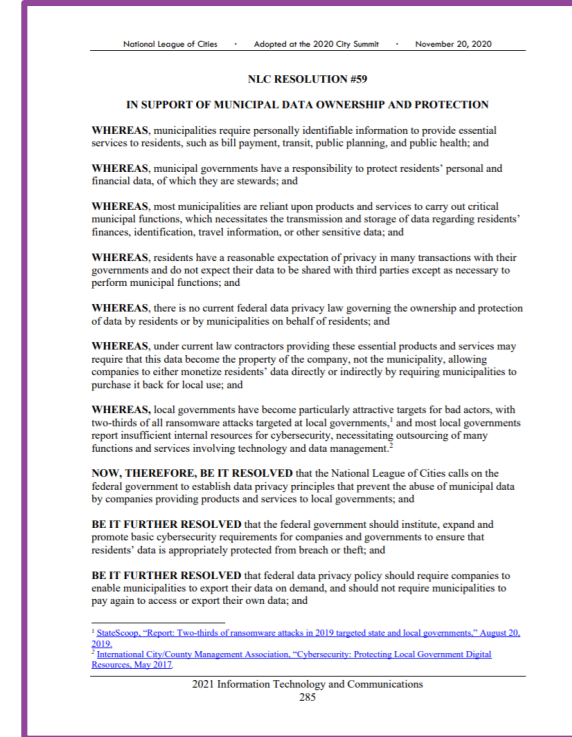 National League of Cities · Adopted at the 2020 City Summit · November 20, 2020
NLC RESOLUTION #59
IN SUPPORT OF MUNICIPAL DATA OWNERSHIP AND PROTECTION
WHEREAS, municipalities require personally identifiable information to provide essential
services to residents, such as bill payment, transit, public planning, and public health; and
WHEREAS, municipal governments have a responsibility to protect residents' personal and
financial data, of which they are stewards; and
WHEREAS, most municipalities are reliant upon products and services to carry out critical
municipal functions, which necessitates the transmission and storage of data regarding residents'
finances, identification, travel information, or other sensitive data; and
WHEREAS, residents have a reasonable expectation of privacy in many transactions with their
governments and do not expect their data to be shared with third parties except as necessary to
perform municipal functions; and
WHEREAS, there is no current federal data privacy law governing the ownership and protection
of data by residents or by municipalities on behalf of residents; and
WHEREAS, under current law contractors providing these essential products and services may
require that this data become the property of the company, not the municipality, allowing
companies to either monetize residents' data directly or indirectly by requiring municipalities to
purchase it back for local use; and
WHEREAS, local governments have become particularly attractive targets for bad actors, with
two-thirds of all ransomware attacks targeted at local governments,¹ and most local governments
report insufficient internal resources for cybersecurity, necessitating outsourcing of many
functions and services involving technology and data management.²
NOW, THEREFORE, BE IT RESOLVED that the National League of Cities calls on the
federal government to establish data privacy principles that prevent the abuse of municipal data
by companies providing products and services to local governments; and
BE IT FURTHER RESOLVED that the federal government should institute, expand and
promote basic cybersecurity requirements for companies and governments to ensure that
residents' data is appropriately protected from breach or theft; and
BE IT FURTHER RESOLVED that federal data privacy policy should require companies to
enable municipalities to export their data on demand, and should not require municipalities to
pay again to access or export their own data; and
¹ StateScoop, "Report: Two-thirds of ransomware attacks in 2019 targeted state and local governments," August 20,
2019.
² International City/County Management Association, "Cybersecurity: Protecting Local Government Digital
Resources, May 2017.
2021 Information Technology and Communications
285